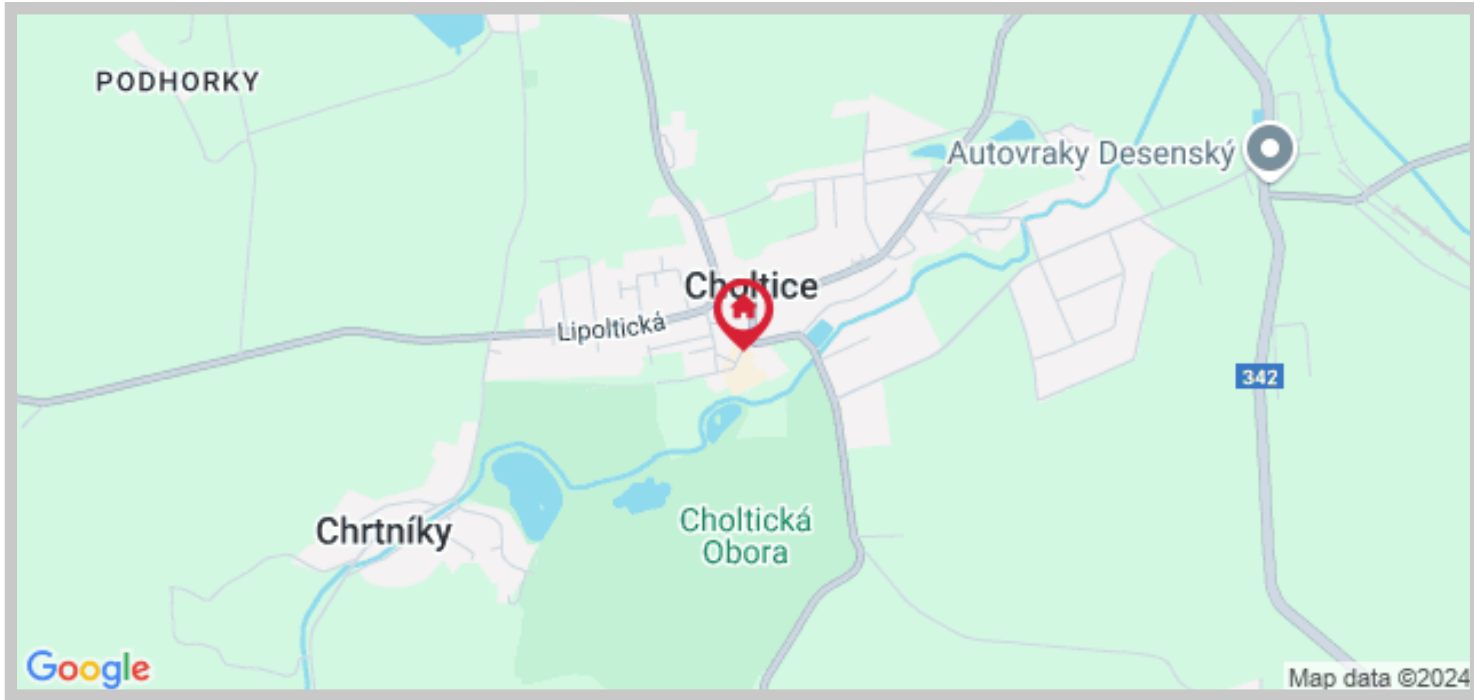 PODHORKY
Autovraky Desenský
Choltice
Lipoltická
342
Choltická
Obora
Chrtníky
Google
Map data ©2024